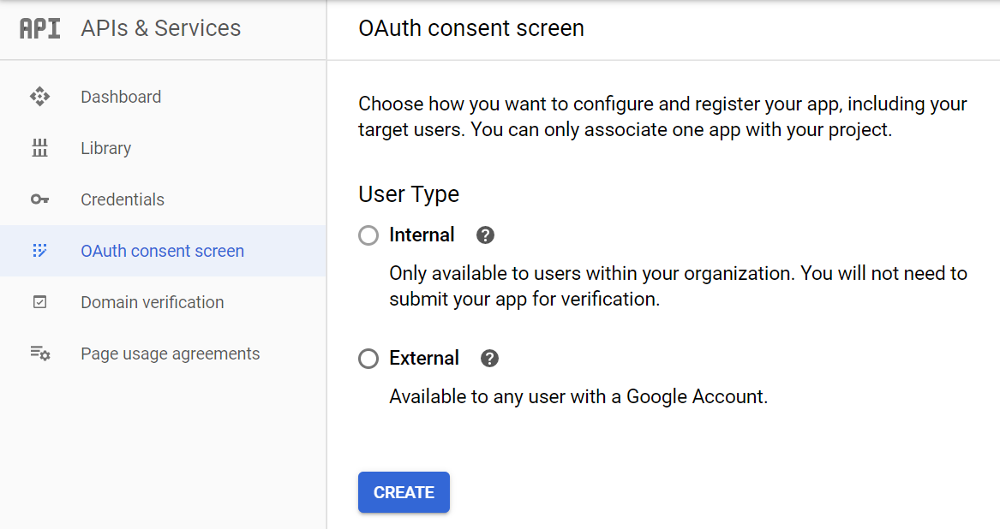 API APIs & Services
Dashboard
Library
Credentials
OAuth consent screen
Domain verification
Page usage agreements
OAuth consent screen
Choose how you want to configure and register your app, including your
target users. You can only associate one app with your project.
User Type
Internal ?
Only available to users within your organization. You will not need to
submit your app for verification.
External ?
Available to any user with a Google Account.
CREATE